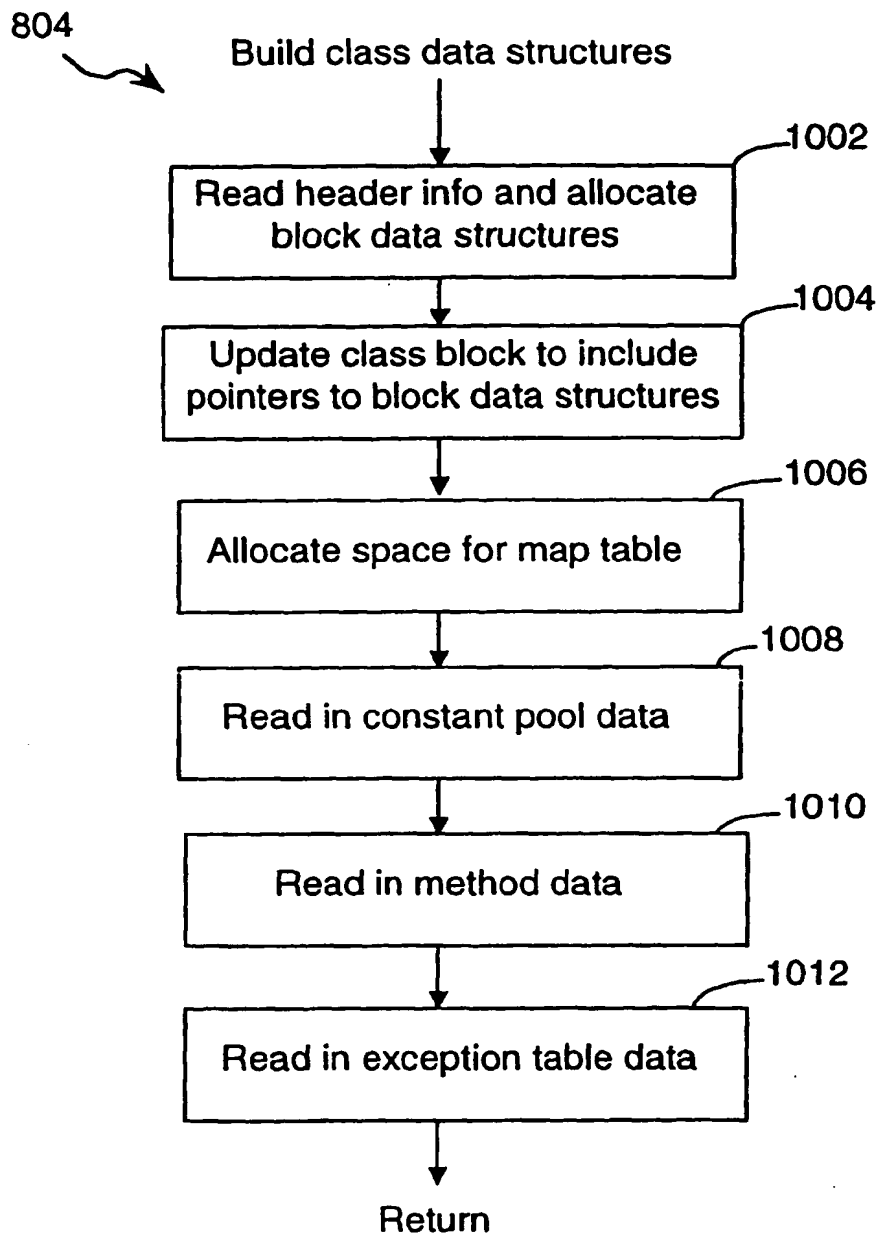 804
Build class data structures
1002
Read header info and allocate
block data structures
1004
Update class block to include
pointers to block data structures
1006
Allocate space for map table
1008
Read in constant pool data
1010
Read in method data
1012
Read in exception table data
Return